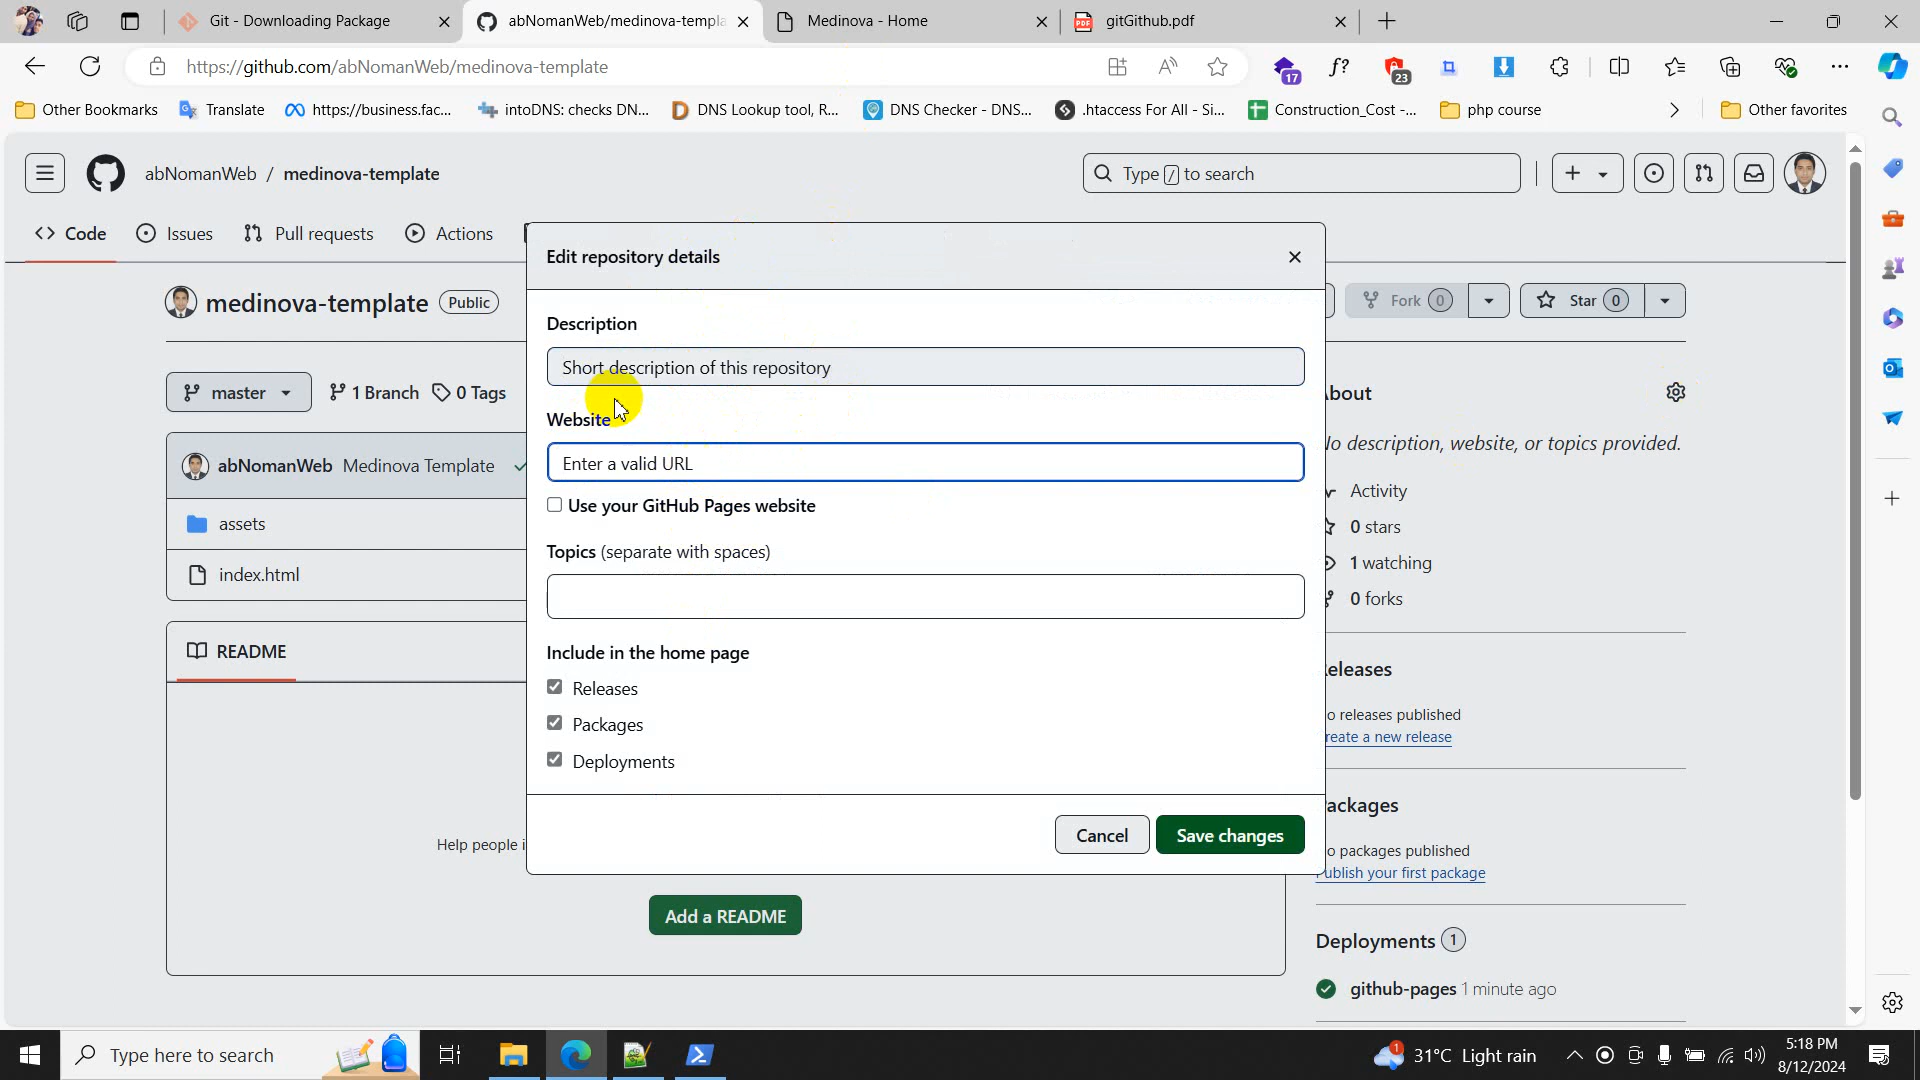 Git - Downloading Package
abNomanWeb/medinova-templa
Medinova - Home
gitGithub.pdf
https://github.com/abNomanWeb/medinova-template
17
f?
23
Other Bookmarks
Translate
https://business.fac...
intoDNS: checks DN...
DNS Lookup tool, R...
DNS Checker - DNS...
.htaccess For All - Si...
Construction_Cost -...
php course
Other favorites
abNomanWeb / medinova-template
Type / to search
Code
Issues
Pull requests
Actions
medinova-template Public
Fork 0
Star 0
master
1 Branch
0 Tags
abNomanWeb Medinova Template
assets
index.html
README
Help people i
Add a README
Edit repository details
Description
Short description of this repository
Website
Enter a valid URL
Use your GitHub Pages website
Topics (separate with spaces)
Include in the home page
Releases
Packages
Deployments
Cancel
Save changes
bout
o description, website, or topics provided.
Activity
0 stars
1 watching
0 forks
eleases
o releases published
reate a new release
ackages
o packages published
ublish your first package
Deployments 1
github-pages 1 minute ago
Type here to search
1
31°C Light rain
5:18 PM
8/12/2024